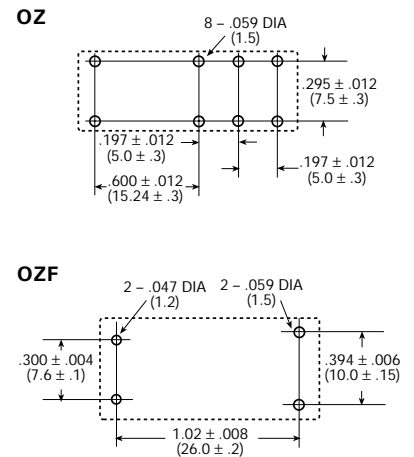 OZ
8 – .059 DIA
(1.5)
.295 ± .012
(7.5 ± .3)
.197 ± .012
(5.0 ± .3)
.197 ± .012
(5.0 ± .3)
.600 ± .012
(15.24 ± .3)
OZF
2 – .047 DIA
(1.2)
2 – .059 DIA
(1.5)
.300 ± .004
(7.6 ± .1)
.394 ± .006
(10.0 ± .15)
1.02 ± .008
(26.0 ± .2)